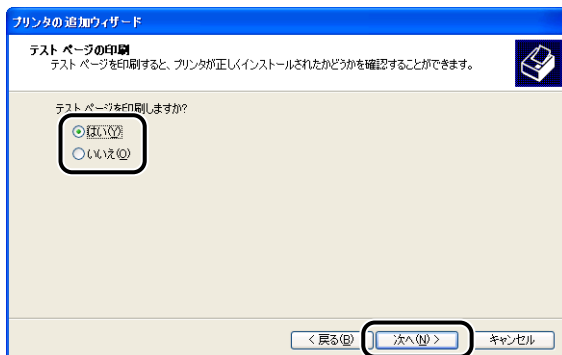 プリンタの追加ウィザード
テスト ページの印刷
テスト ページを印刷すると、プリンタが正しくインストールされたかどうかを確認することができます。
テスト ページを印刷しますか?
はい(Y)
いいえ(O)
< 戻る(B)
次へ(N) >
キャンセル